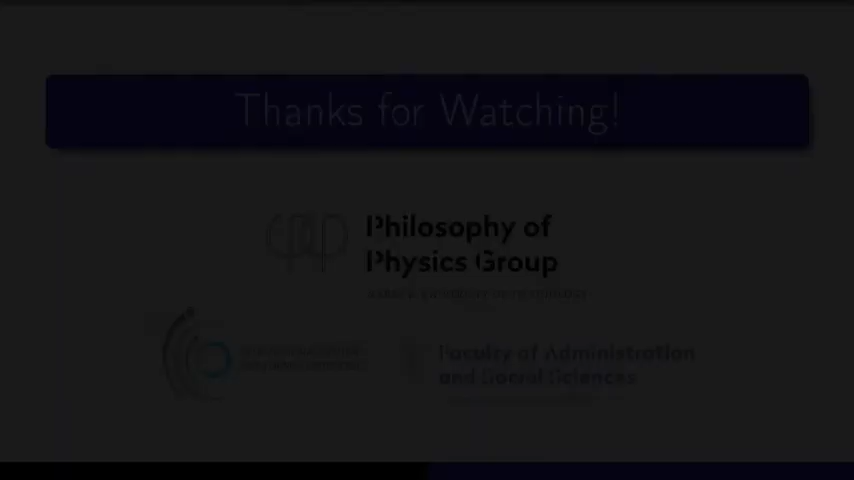 Thanks for Watching!
Philosophy of
Physics Group
Faculty of Administration
and Social Sciences